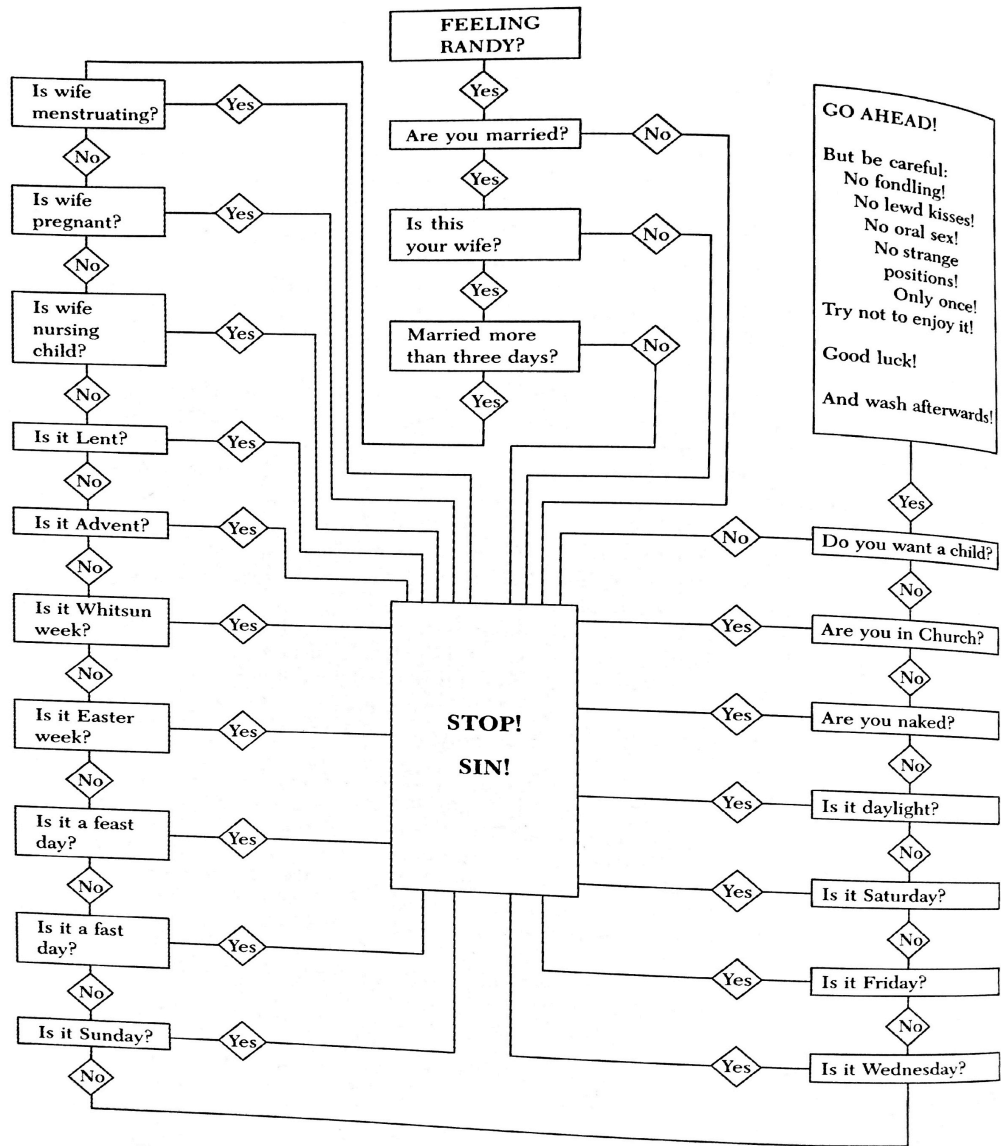 FEELING
RANDY?
Yes
Are you married?
No
Yes
Is this
your wife?
No
Yes
Married more
than three days?
No
Yes
Is wife
menstruating?
Yes
No
Is wife
pregnant?
Yes
No
Is wife
nursing
child?
Yes
No
Is it Lent?
Yes
No
Is it Advent?
Yes
No
Is it Whitsun
week?
Yes
No
Is it Easter
week?
Yes
No
Is it a feast
day?
Yes
No
Is it a fast
day?
Yes
No
Is it Sunday?
Yes
No
STOP!
SIN!
Is it Wednesday?
Yes
No
Is it Friday?
Yes
No
Is it Saturday?
Yes
No
Is it daylight?
Yes
No
Are you naked?
Yes
No
Are you in Church?
Yes
No
Do you want a child?
No
Yes
GO AHEAD!
But be careful:
No fondling!
No lewd kisses!
No oral sex!
No strange
positions!
Only once!
Try not to enjoy it!
Good luck!
And wash afterwards!